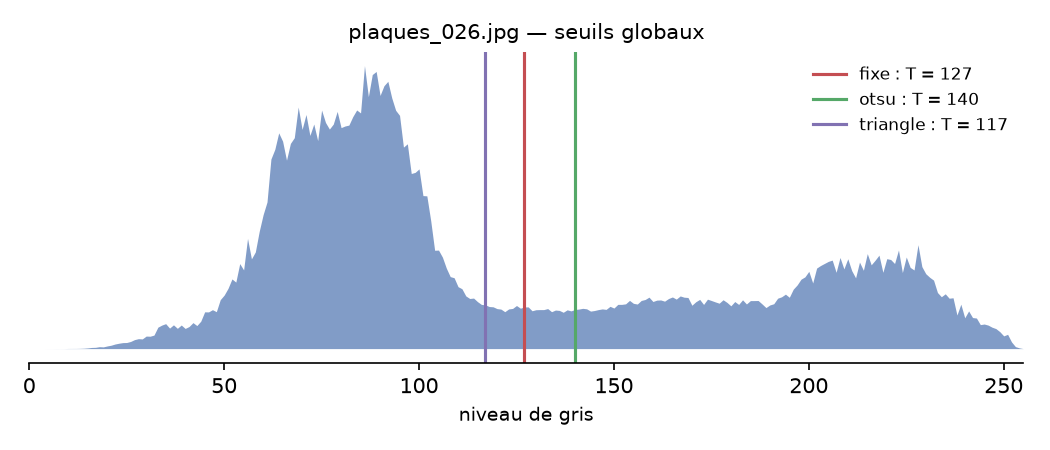 plaques_026.jpg — seuils globaux
fixe : T = 127
otsu : T = 140
triangle : T = 117
0 50 100 150 200 250
niveau de gris